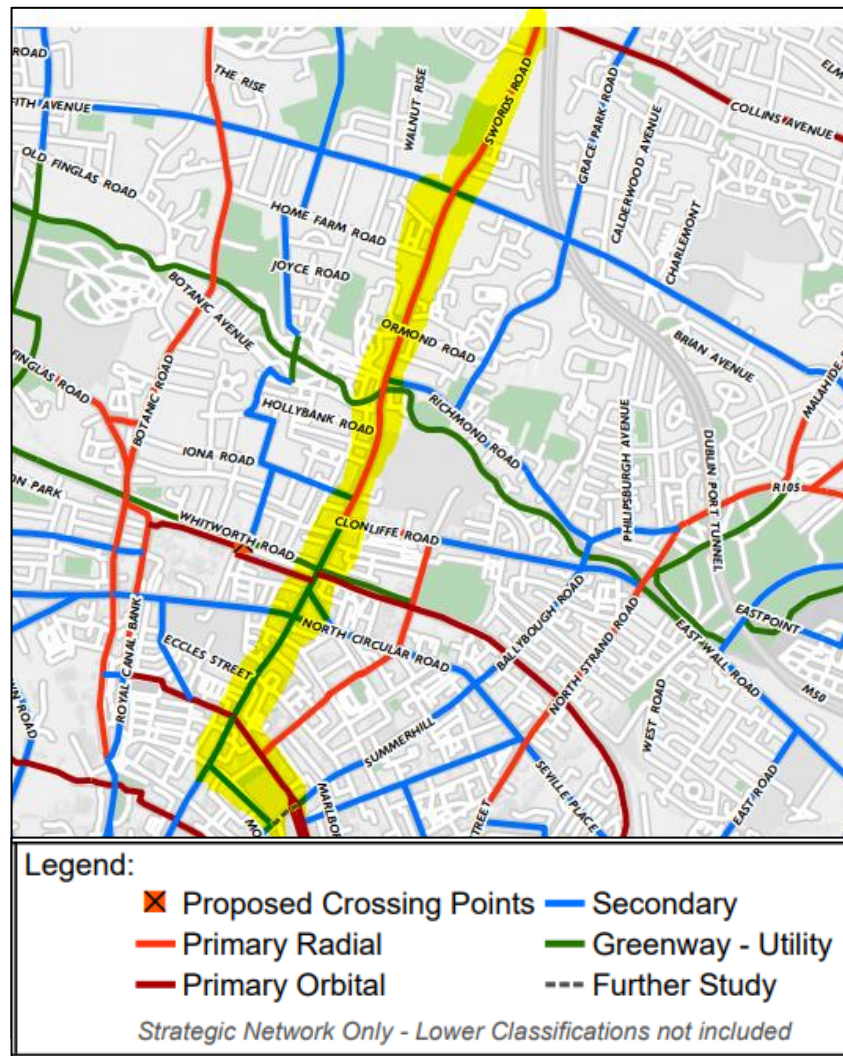 ROAD
THE RISE
FITH AVENUE
WALNUT RISE
SWORDS ROAD
GRACE PARK ROAD
COLLINS AVENUE
ELM
CALDERWOOD AVENUE
OLD FINGLAS ROAD
HOME FARM ROAD
CHARLEMONT
JOYCE ROAD
BOTANIC AVENUE
ORMOND ROAD
BRIAN AVENUE
MALAHIDE
FINGLAS ROAD
BOTANIC ROAD
HOLLYBANK ROAD
RICHMOND ROAD
PHILIPSBURGH AVENUE
DUBLIN PORT TUNNEL
IONA ROAD
R105
ON PARK
WHITWORTH ROAD
CLONLIFFE ROAD
BALLYBOUGH ROAD
EASTPOINT
ROYAL CANAL BANK
ECCLES STREET
NORTH CIRCULAR ROAD
NORTH STRAND ROAD
EAST WALL ROAD
M50
WN ROAD
SUMMERHILL
WEST ROAD
SEVILLE PLACE
EAST ROAD
MO
MARLBOR
STREET
Legend:
Proposed Crossing Points
Secondary
Primary Radial
Greenway - Utility
Primary Orbital
Further Study
Strategic Network Only - Lower Classifications not included